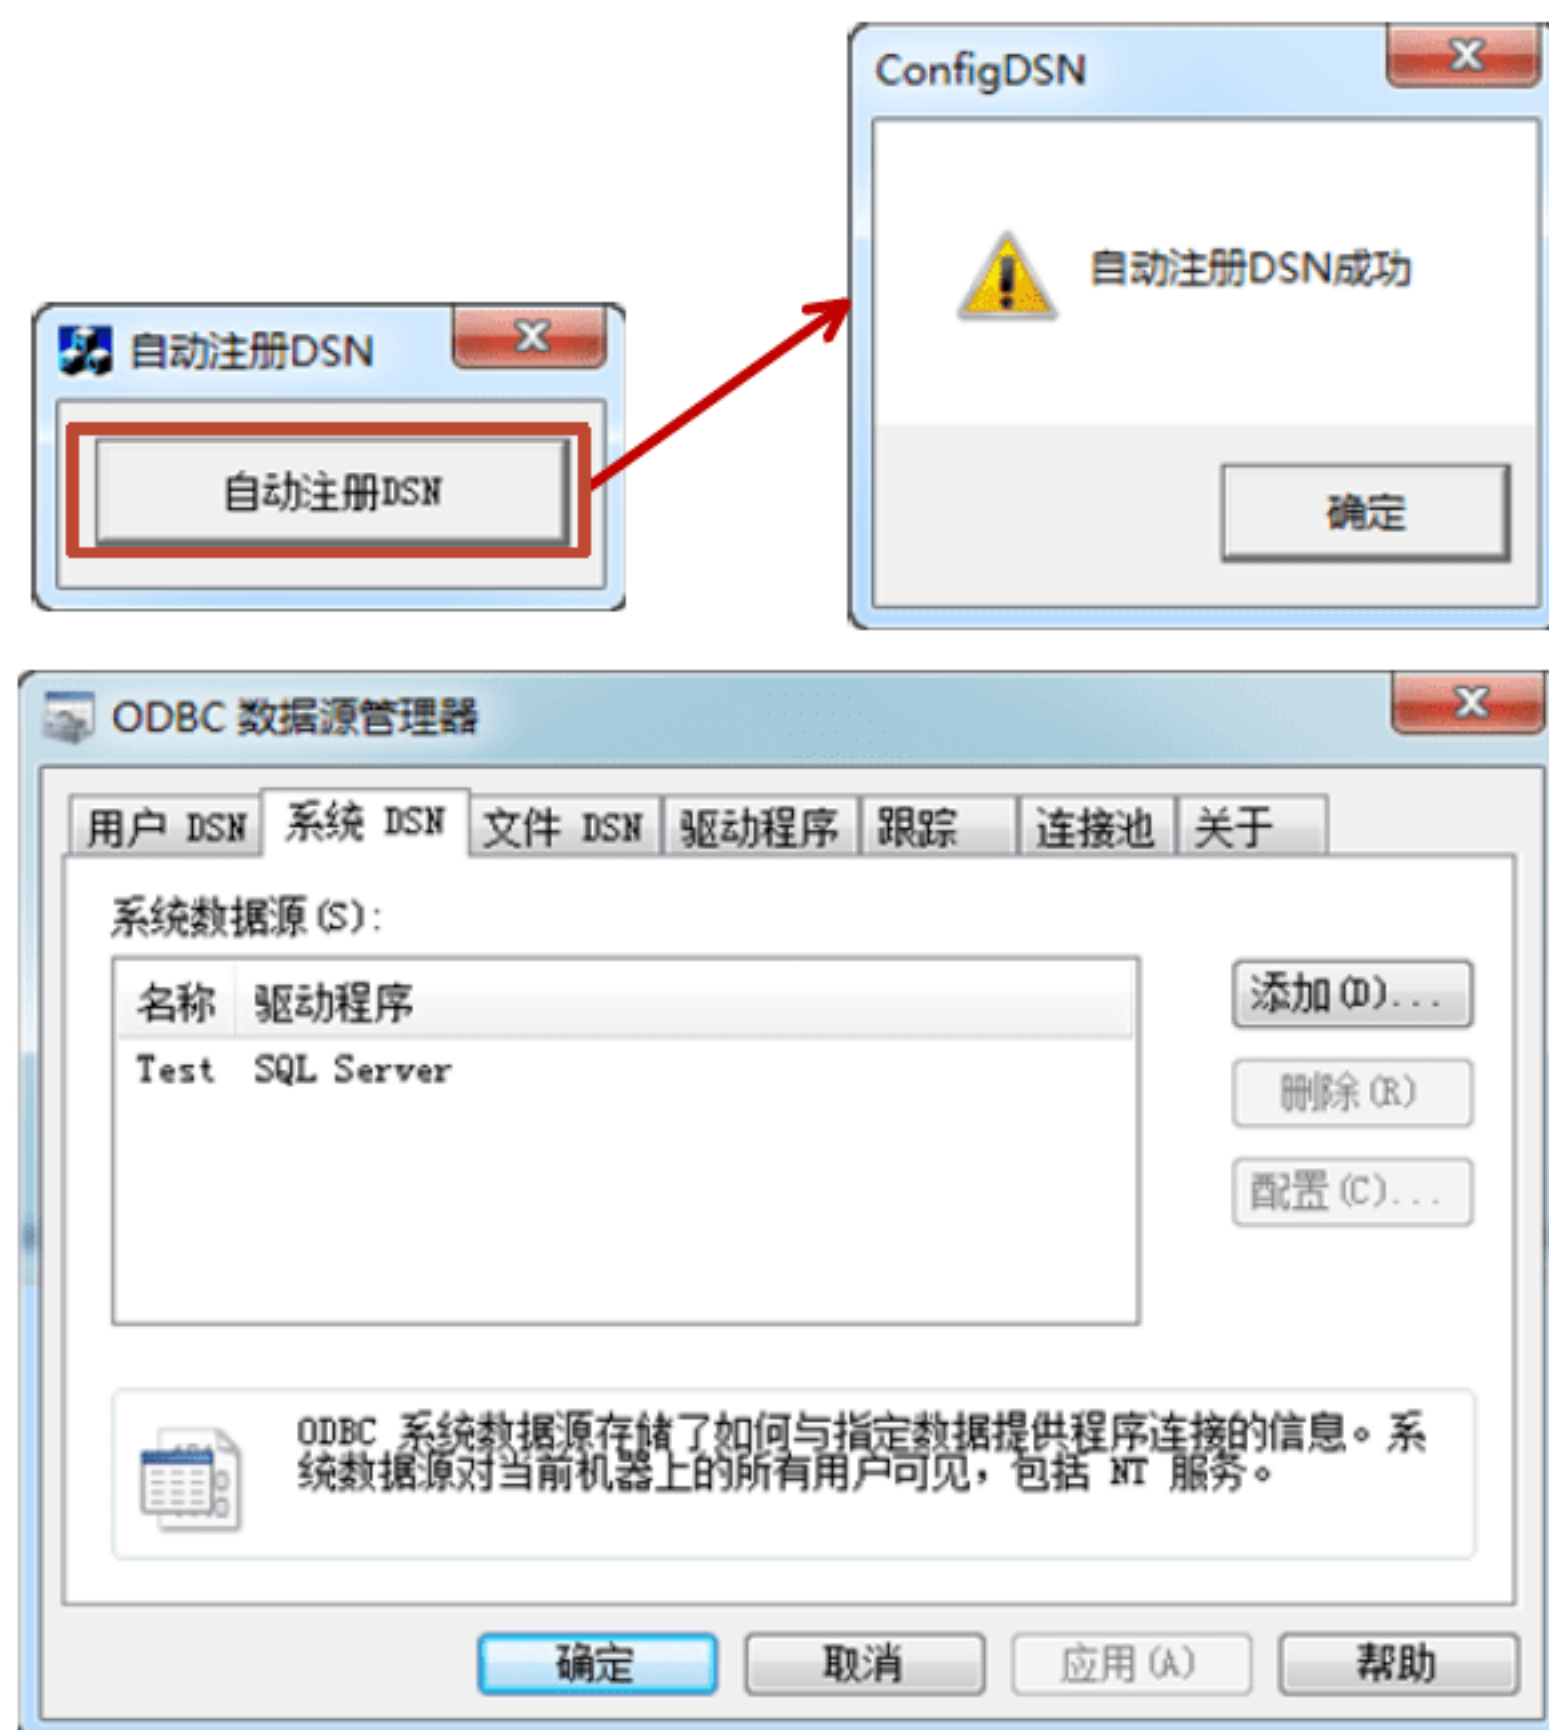 ConfigDSN
自动注册DSN成功
确定
自动注册DSN
自动注册DSN
ODBC 数据源管理器
用户 DSN 系统 DSN 文件 DSN 驱动程序 跟踪 连接池 关于
系统数据源(S):
名称 驱动程序
Test SQL Server
添加(D)...
删除(R)
配置(C)...
ODBC 系统数据源存储了如何与指定数据提供程序连接的信息。系
统数据源对当前机器上的所有用户可见，包括 NT 服务。
确定 取消 应用(A) 帮助